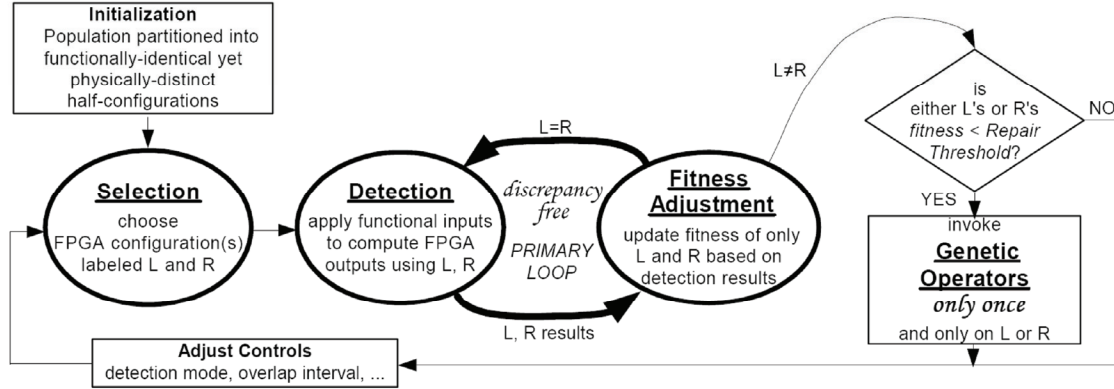 Initialization
Population partitioned into
functionally-identical yet
physically-distinct
half-configurations
Selection
choose
FPGA configuration(s)
labeled L and R
Detection
apply functional inputs
to compute FPGA
outputs using L, R
L=R
discrepancy
free
PRIMARY
LOOP
L, R results
Fitness
Adjustment
update fitness of only
L and R based on
detection results
L≠R
is
either L's or R's
fitness < Repair
Threshold?
NO
YES
invoke
Genetic
Operators
only once
and only on L or R
Adjust Controls
detection mode, overlap interval, ...